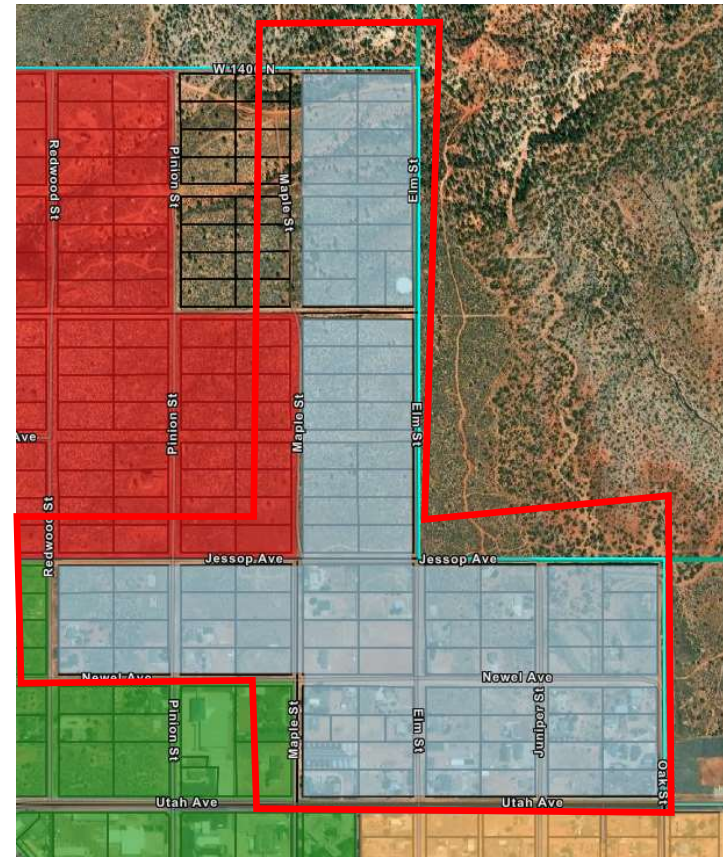 W 1400 N
Redwood St
Pinion St
Maple St
Elm St
Ave
Pinion St
Maple St
Elm St
Redwood St
Jessop Ave
Jessop Ave
Newel Ave
Newel Ave
Pinion St
Maple St
Elm St
Juniper St
Oak St
Utah Ave
Utah Ave